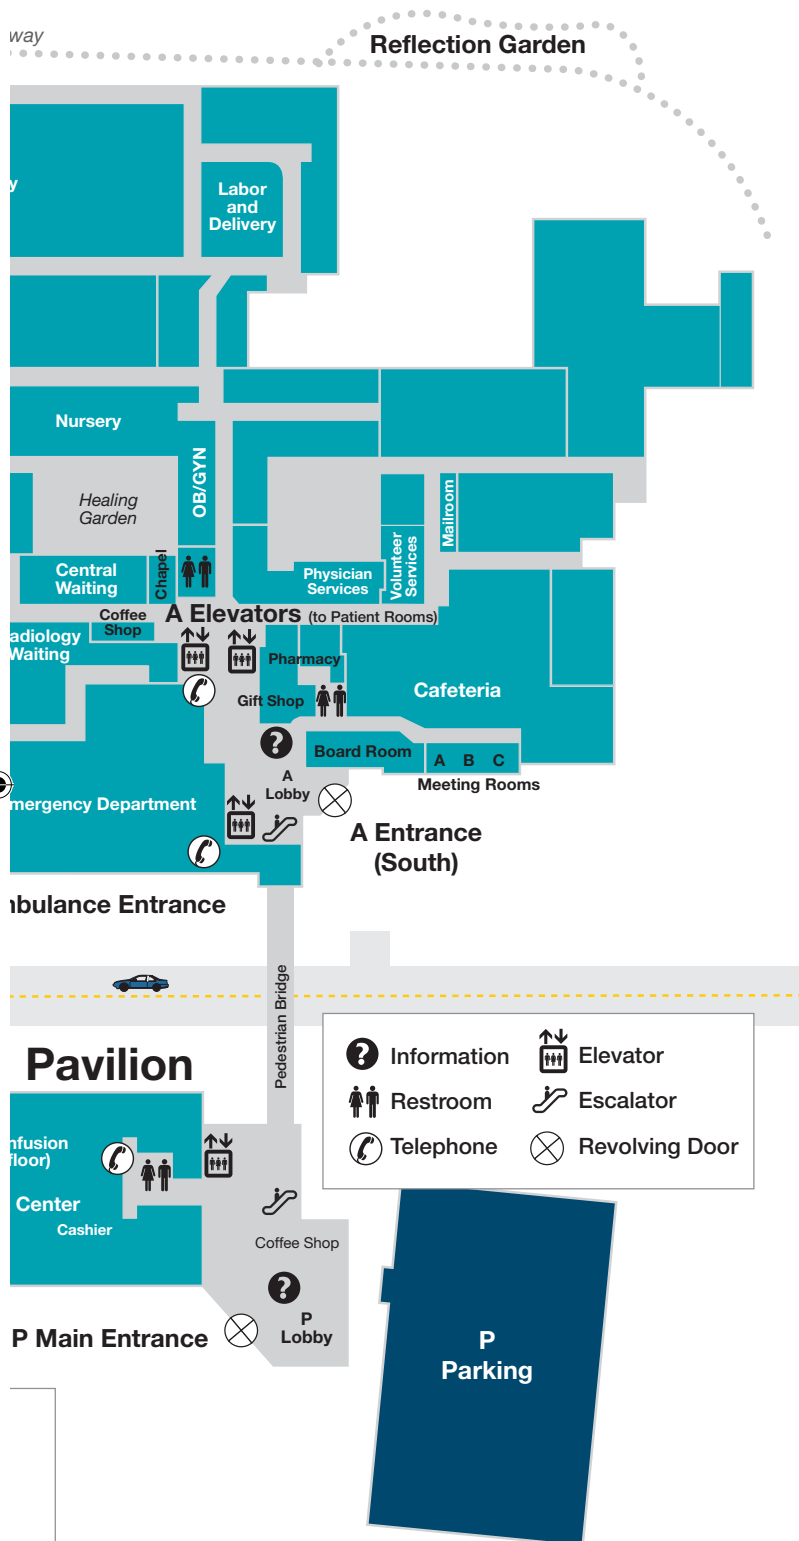 way
Reflection Garden
y
Labor
and
Delivery
Nursery
OB/GYN
Healing
Garden
Mailroom
Volunteer
Services
Chapel
Central
Waiting
Physician
Services
Coffee
Shop
A Elevators (to Patient Rooms)
adiology
Waiting
Pharmacy
Cafeteria
Gift Shop
Board Room
A B C
Meeting Rooms
A
Lobby
mergency Department
A Entrance
(South)
bulance Entrance
Pedestrian Bridge
Pavilion
? Information
Elevator
Restroom
Escalator
Telephone
Revolving Door
nfusion
floor)
Center
Cashier
Coffee Shop
P
Lobby
P Main Entrance
P
Parking